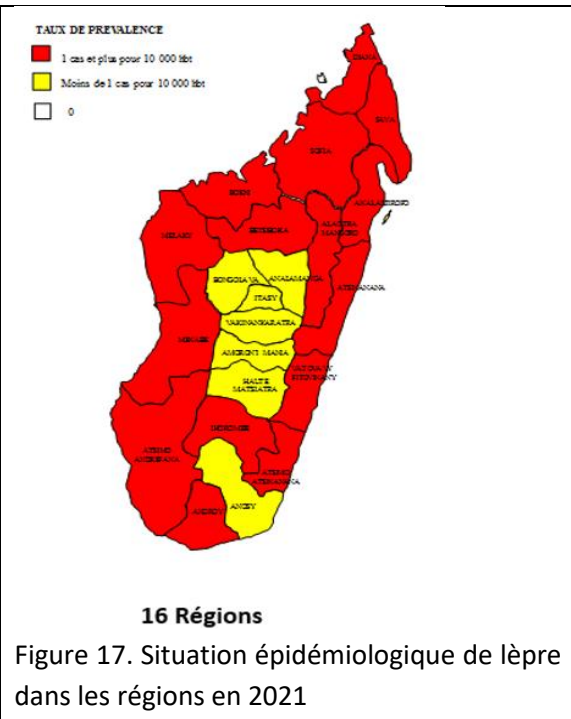 TAUX DE PREVALENCE
1 cas et plus pour 10 000 hbt
Moins de 1 cas pour 10 000 hbt
0
DIANA
SAVA
SOFIA
ANALANJIROFO
BOENY
BETSIBOKA
ALAOTRA
MANGORO
MELAKY
BONGOLAVA
ANALAMANGA
ITASY
ATSINANANA
VAKINANKARATRA
MENABE
AMORON'I MANIA
VATOVAVY
FITOVINANY
HAUTE
MATSIATRA
IHOROMBE
ATSIMO
ANDREFANA
ATSIMO
ATSINANANA
ANDROY
ANOSY
16 Régions
Figure 17. Situation épidémiologique de lèpre
dans les régions en 2021